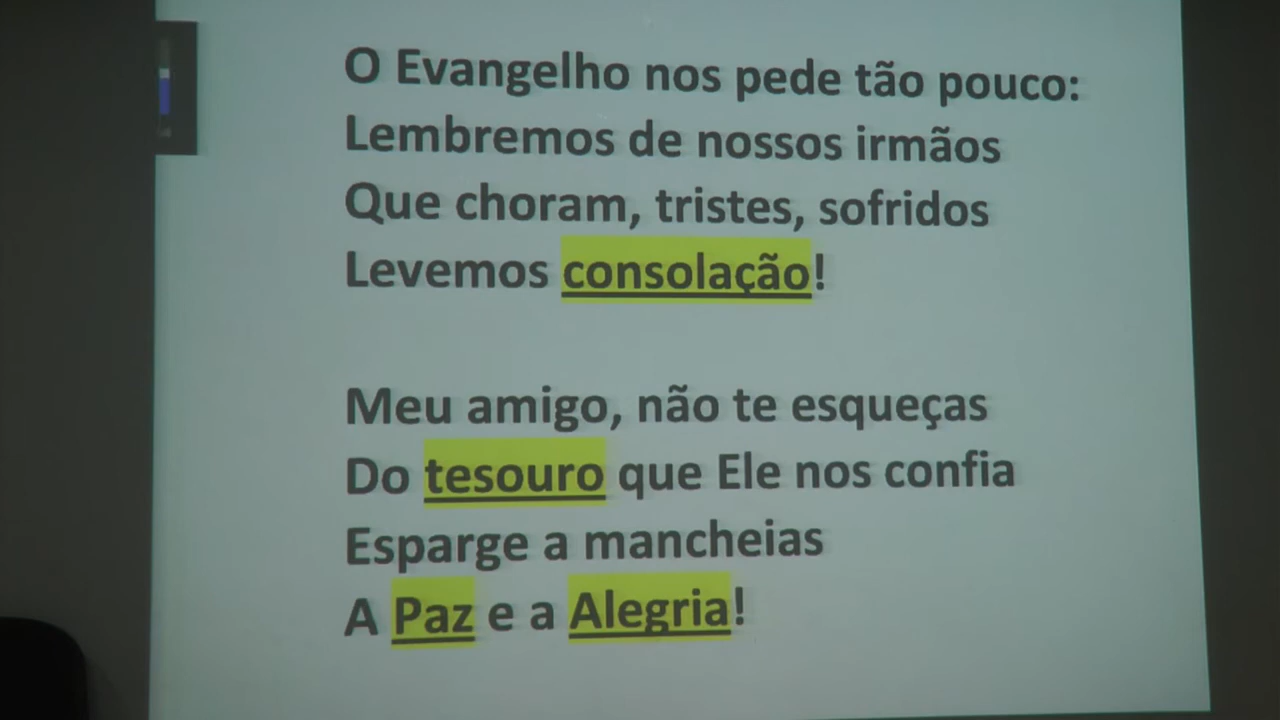 O Evangelho nos pede tão pouco:
Lembremos de nossos irmãos
Que choram, tristes, sofridos
Levemos consolação!
Meu amigo, não te esqueças
Do tesouro que Ele nos confia
Esparge a mancheias
A Paz e a Alegria!